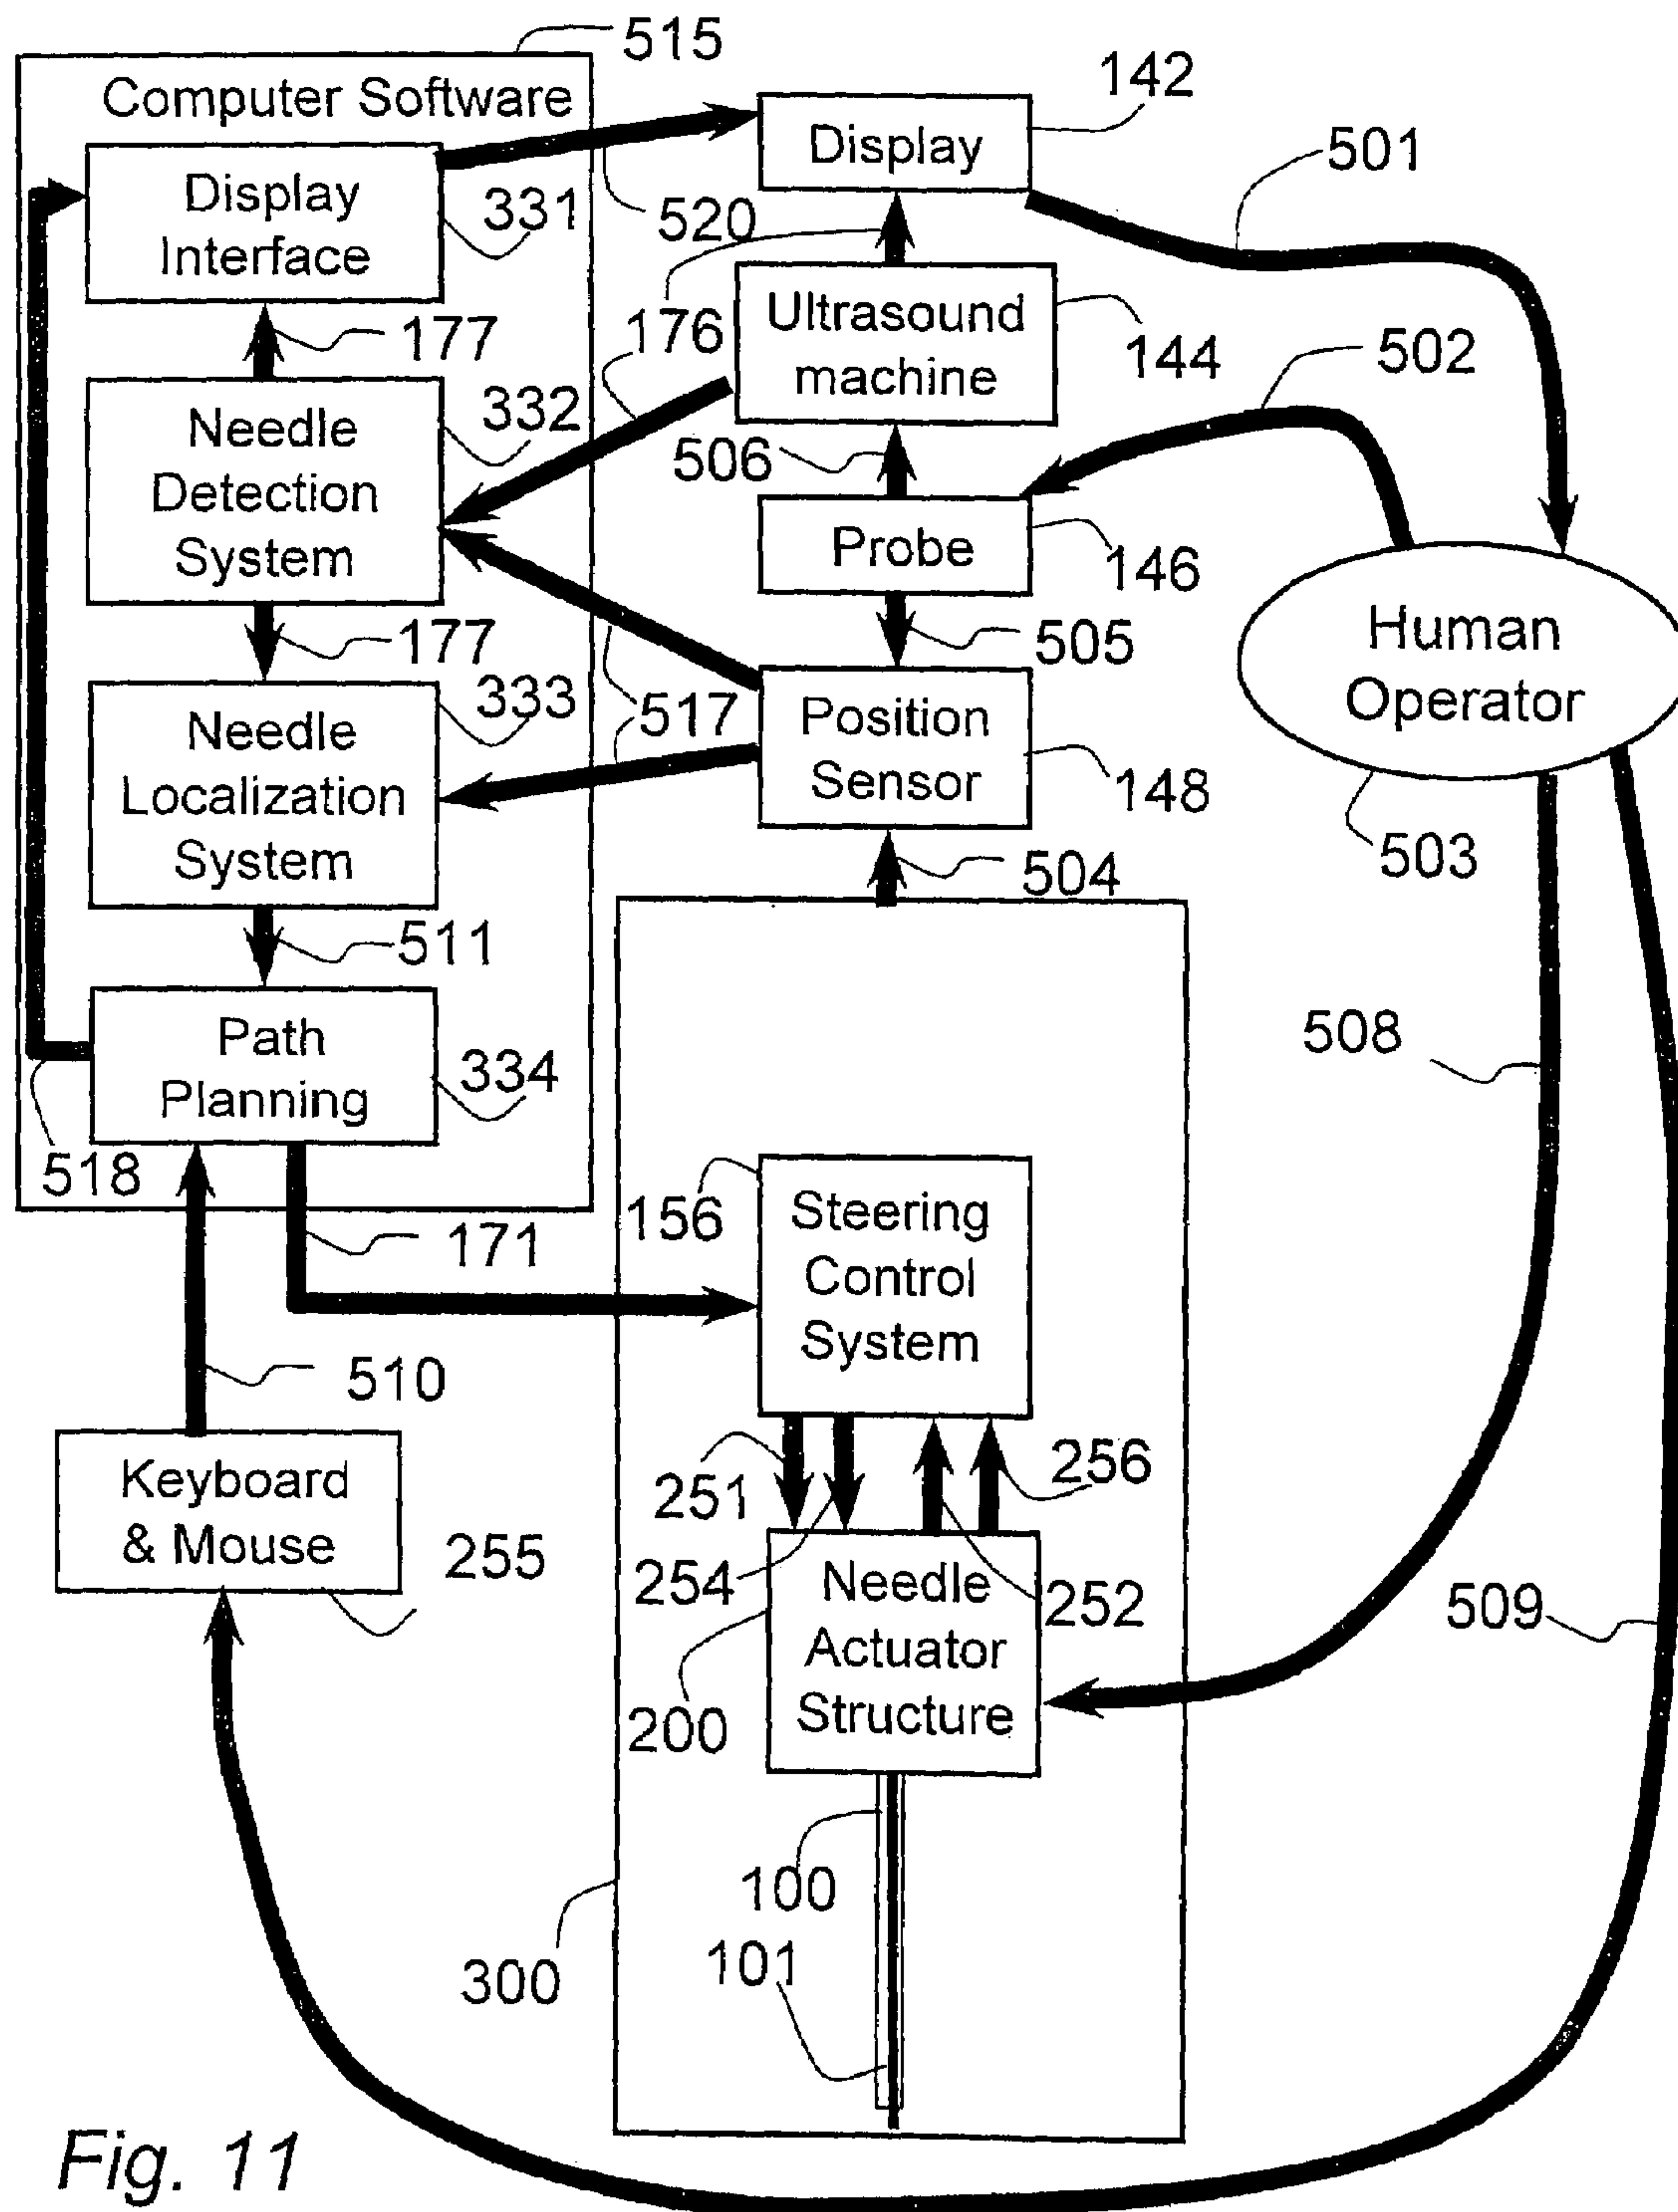 515
Computer Software
142
Display
501
Display
Interface
331
520
Ultrasound
machine
176
144
502
177
332
Needle
Detection
System
506
Probe
146
Human
Operator
177
505
333
517
Position
Sensor
148
503
Needle
Localization
System
504
511
508
Path
Planning
334
518
156
Steering
Control
System
171
510
Keyboard
& Mouse
255
251
256
254
252
Needle
Actuator
Structure
509
200
100
101
300
Fig. 11